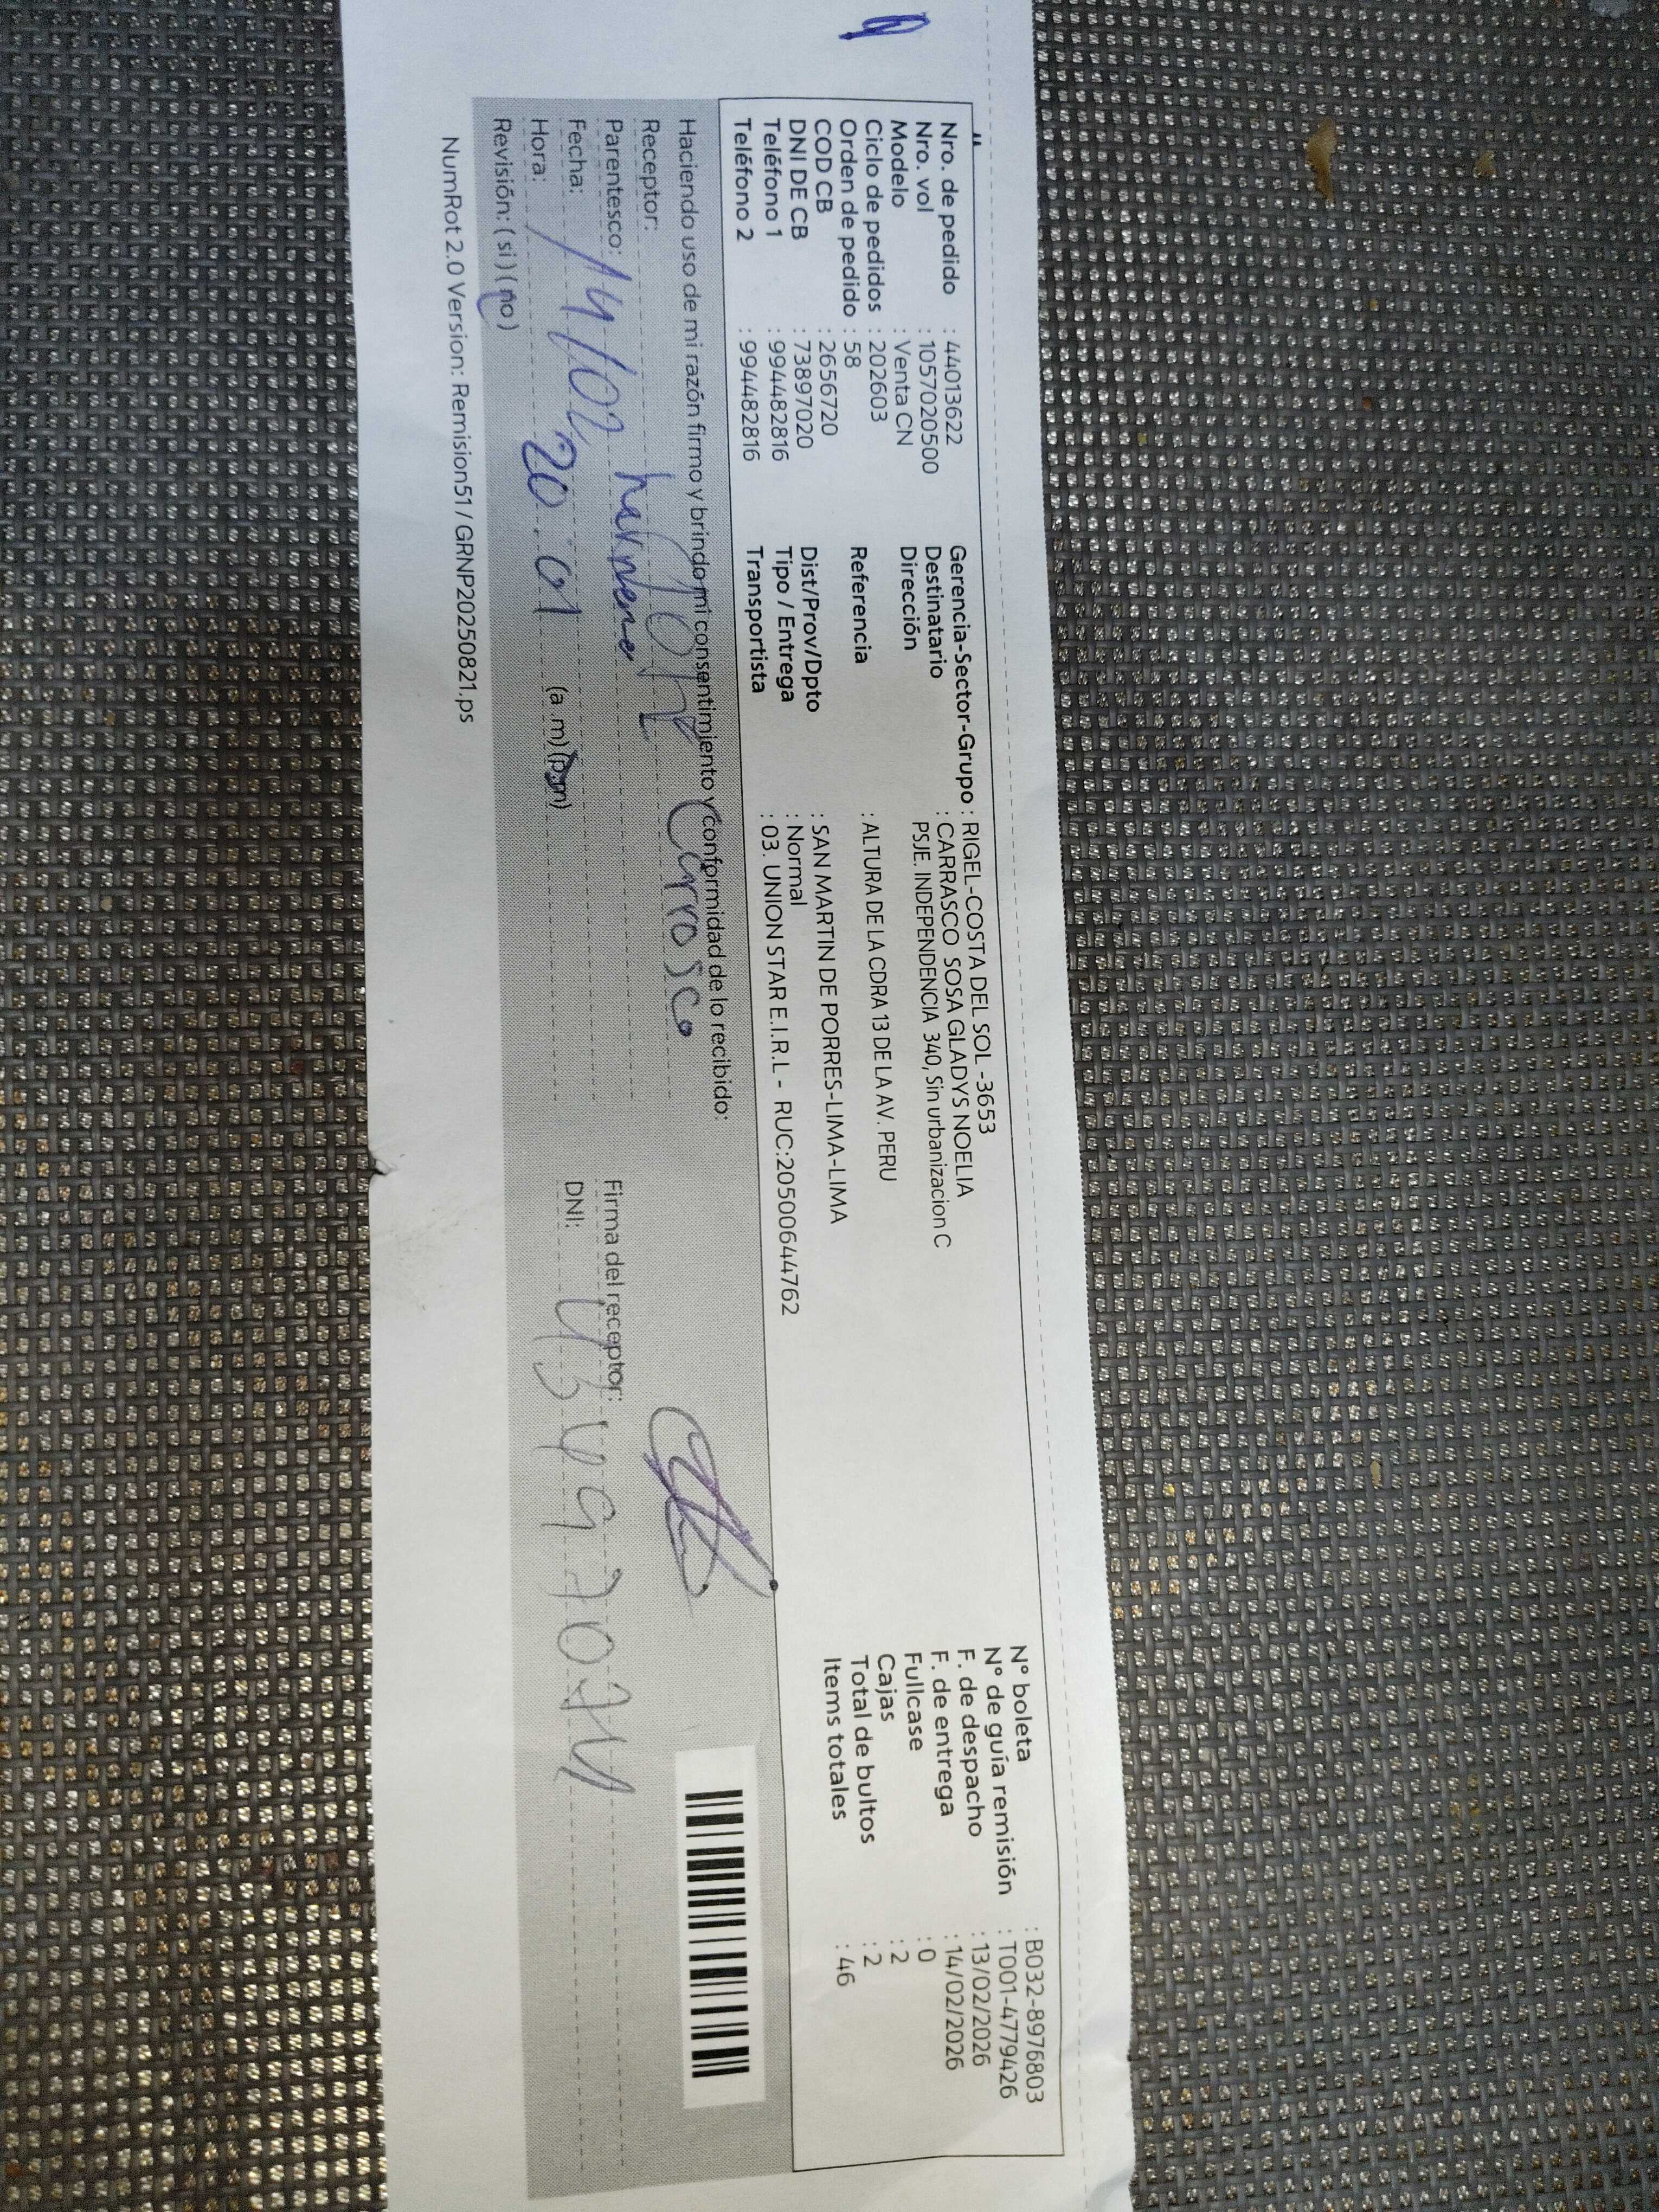 Nro. de pedido : 44013622
Nro. vol : 1057020500
Modelo : Venta CN
Ciclo de pedidos : 202603
Orden de pedido : 58
COD CB : 26566720
DNI DE CB : 73897020
Teléfono 1 : 994482816
Teléfono 2 : 994482816
Gerencia-Sector-Grupo : RIGEL-COSTA DEL SOL -3653
Destinatario : CARRASCO SOSA GLADYS NOELIA
Dirección PSJE. INDEPENDENCIA 340, Sin urbanizacion C
Referencia : ALTURA DE LA CDRA 13 DE LA AV. PERU
Dist/Prov/Dpto : SAN MARTIN DE PORRES-LIMA-LIMA
Tipo / Entrega : Normal
Transportista : 03. UNION STAR E.I.R.L - RUC:20500644762
N° boleta : B032-8976803
N° de guía remisión : T001-4779426
F. de despacho : 13/02/2026
F. de entrega : 14/02/2026
Fullcase : 0
Cajas : 2
Total de bultos : 2
Items totales : 46
Haciendo uso de mi razón firmo y brindo mi consentimiento y conformidad de lo recibido:
Receptor: Carrasco
Parentesco: hermano
Fecha: 14/02
Hora: 20:01 (a.m)(p.m)
Revisión: ( si ) ( no )
Firma del receptor:
DNI:
NumRot 2.0 Version: Remision51 / GRNP20250821.ps